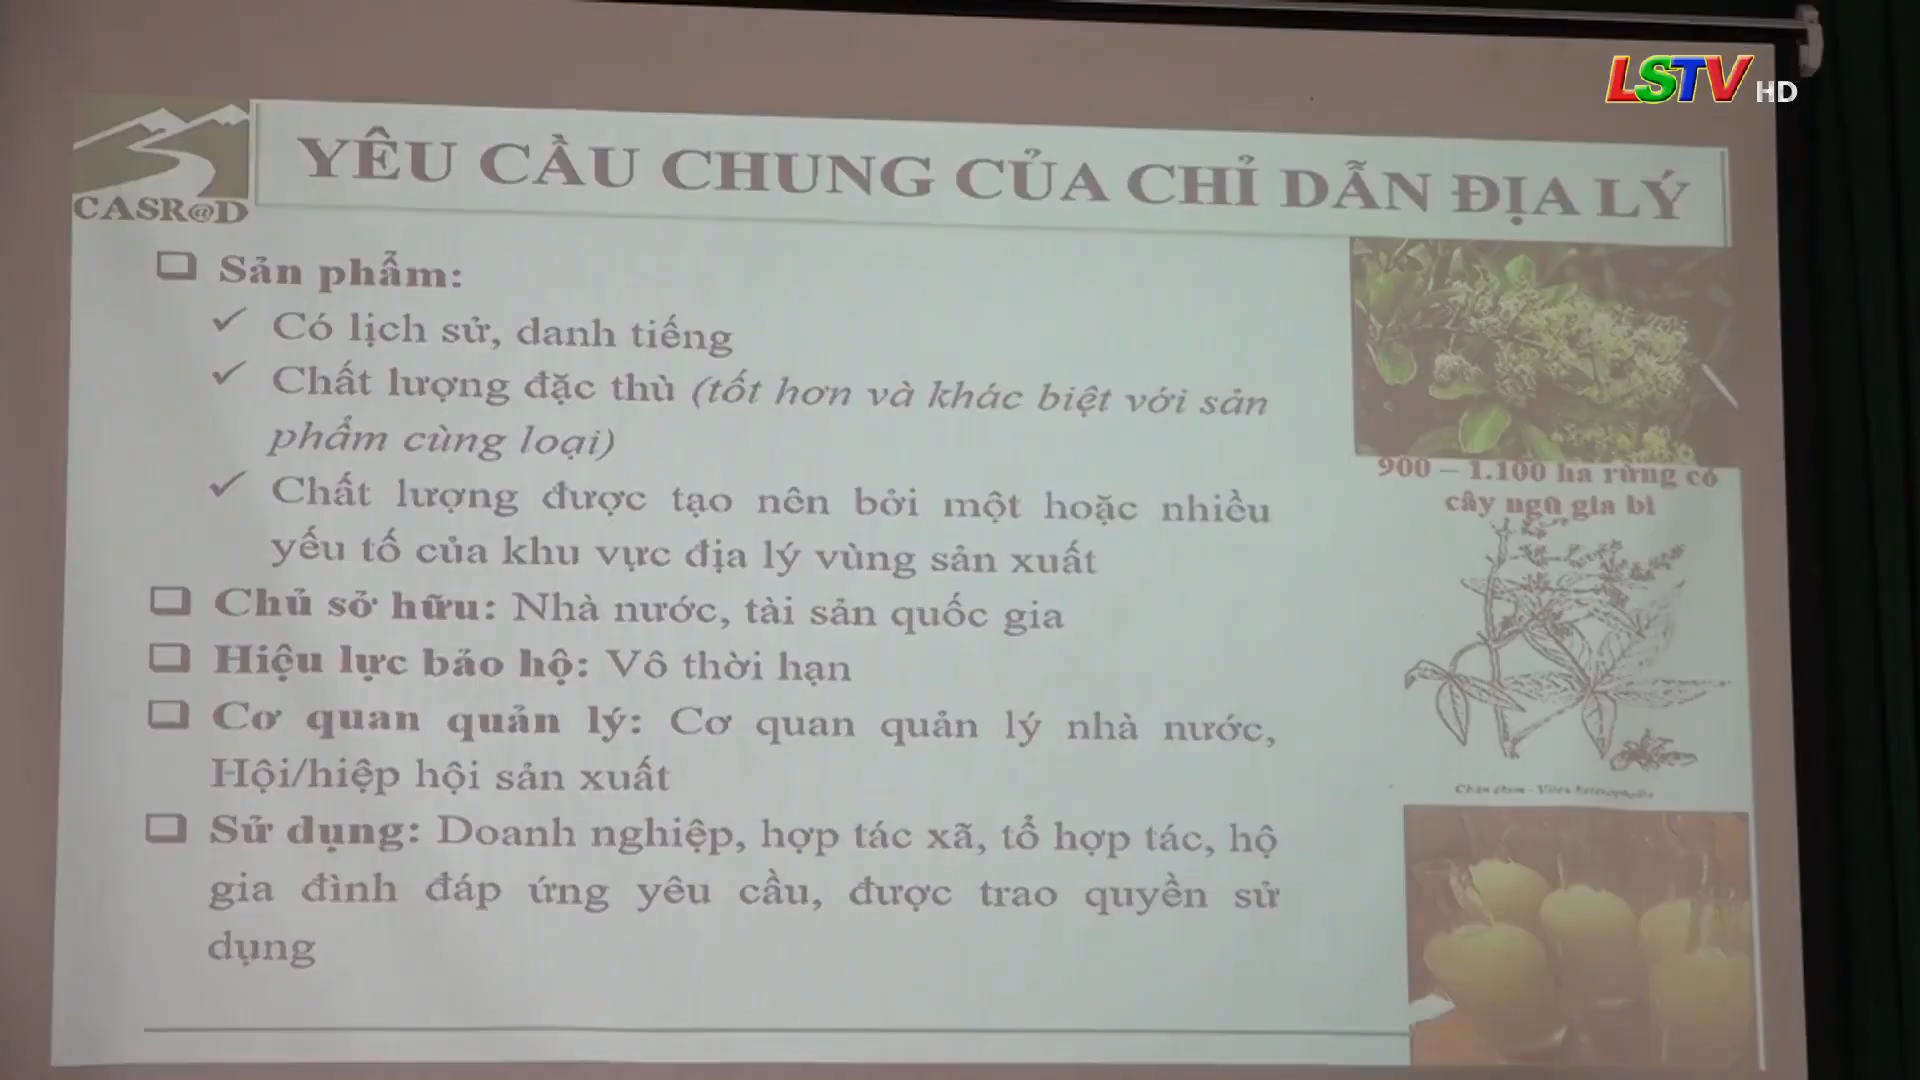 LSTV HD
CASR@D
YÊU CẦU CHUNG CỦA CHỈ DẪN ĐỊA LÝ
Sản phẩm:
Có lịch sử, danh tiếng
Chất lượng đặc thù (tốt hơn và khác biệt với sản
phẩm cùng loại)
Chất lượng được tạo nên bởi một hoặc nhiều
yếu tố của khu vực địa lý vùng sản xuất
Chủ sở hữu: Nhà nước, tài sản quốc gia
Hiệu lực bảo hộ: Vô thời hạn
Cơ quan quản lý: Cơ quan quản lý nhà nước,
Hội/hiệp hội sản xuất
Sử dụng: Doanh nghiệp, hợp tác xã, tổ hợp tác, hộ
gia đình đáp ứng yêu cầu, được trao quyền sử
dụng
900 – 1.100 ha rừng có
cây ngũ gia bì